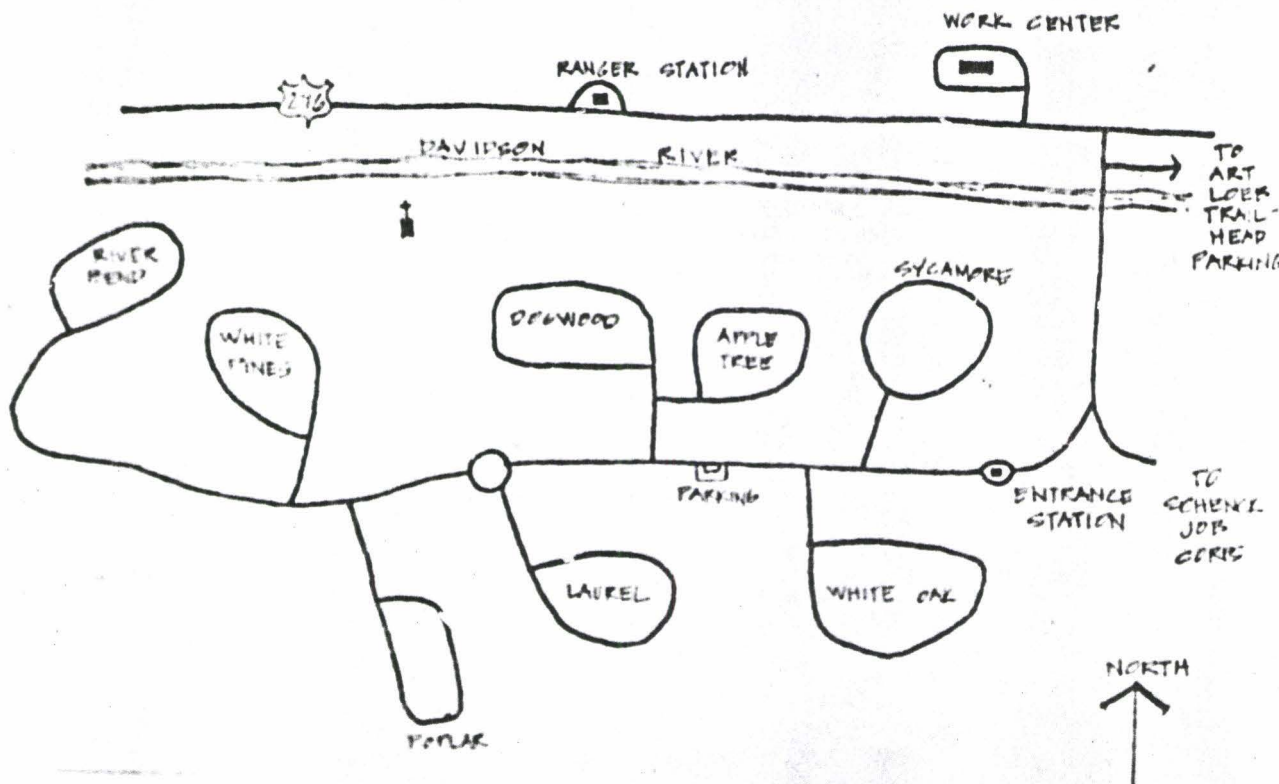 WORK CENTER
RANGER STATION
276
DAVIDSON RIVER
TO
ART
LOEB
TRAIL-
HEAD
PARKING
RIVER
BEND
WHITE
PINES
DOGWOOD
APPLE
TREE
SYCAMORE
PARKING
ENTRANCE
STATION
TO
SCHENCK
JOB
CORPS
LAUREL
WHITE OAK
POPLAR
NORTH